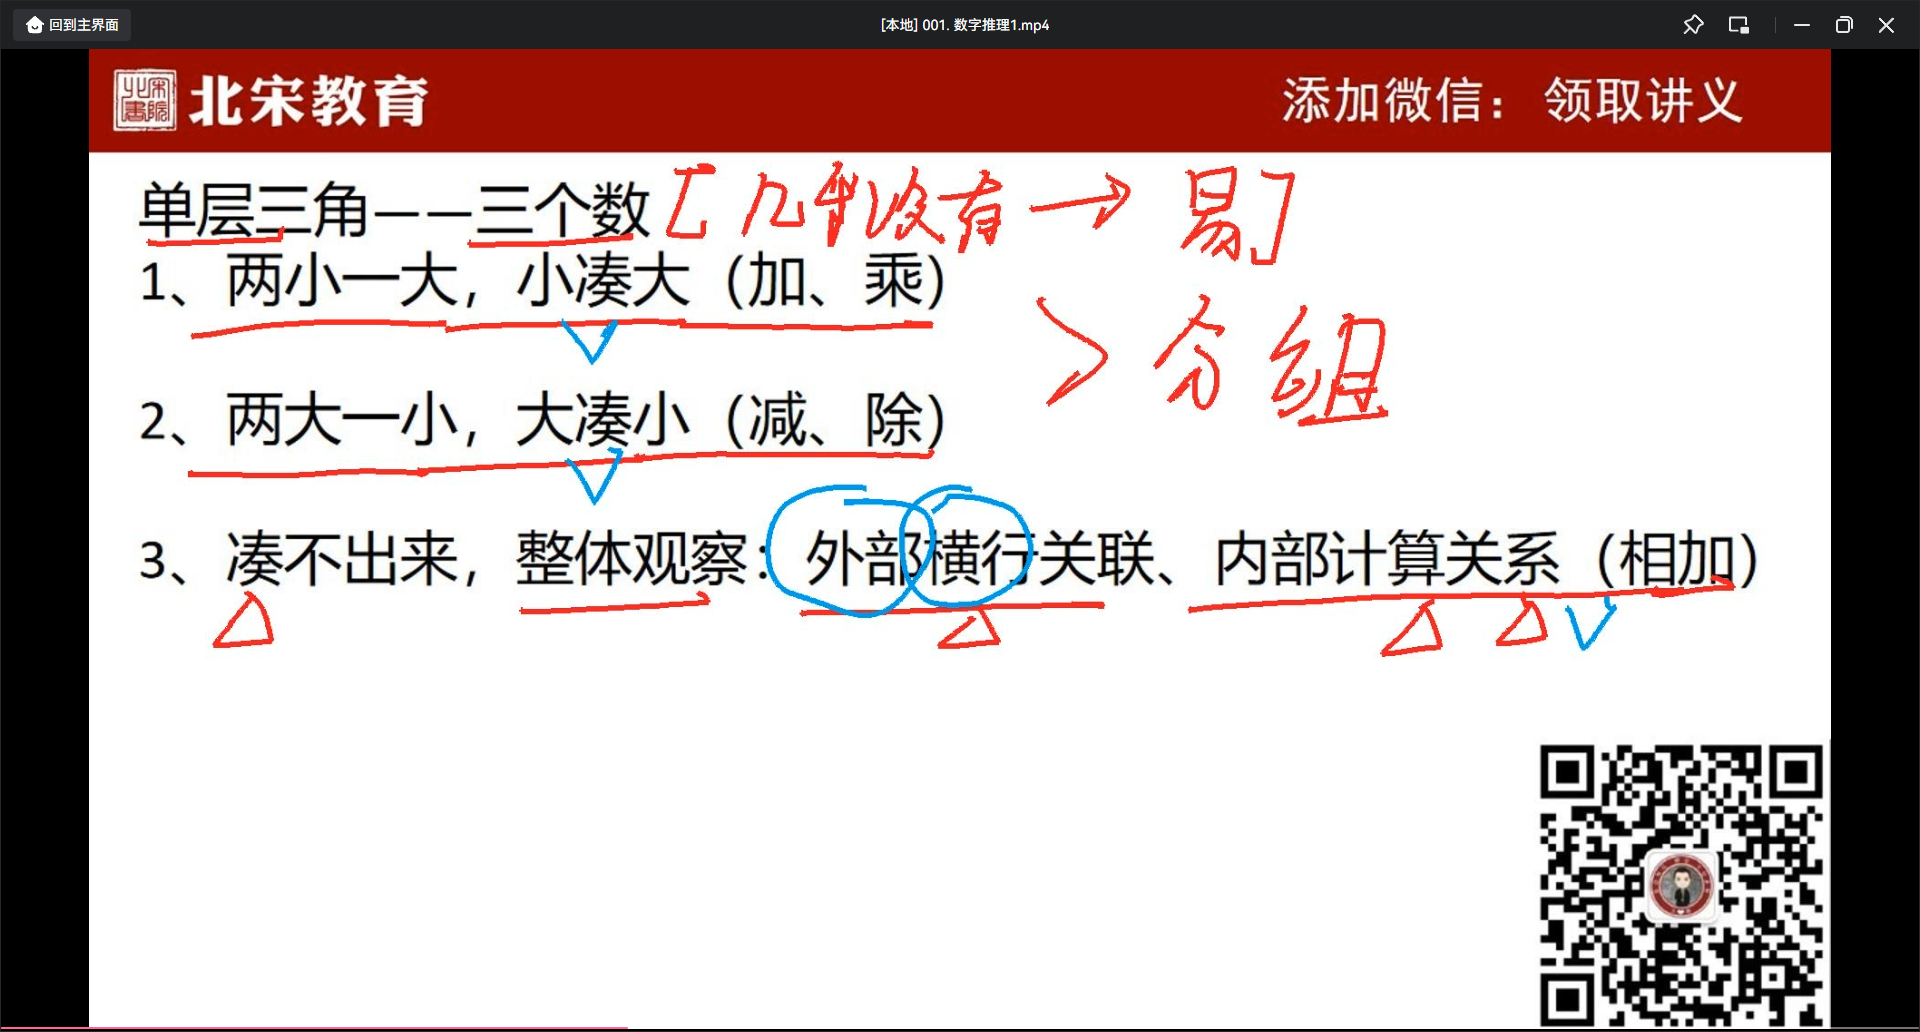 回到主界面
[本地] 001. 数字推理1.mp4
北宋書院
北宋教育
添加微信： 领取讲义
单层三角——三个数 [几乎没有→易]
1、两小一大，小凑大（加、乘）
>分组
2、两大一小，大凑小（减、除）
3、凑不出来，整体观察：外部横行关联、内部计算关系（相加）